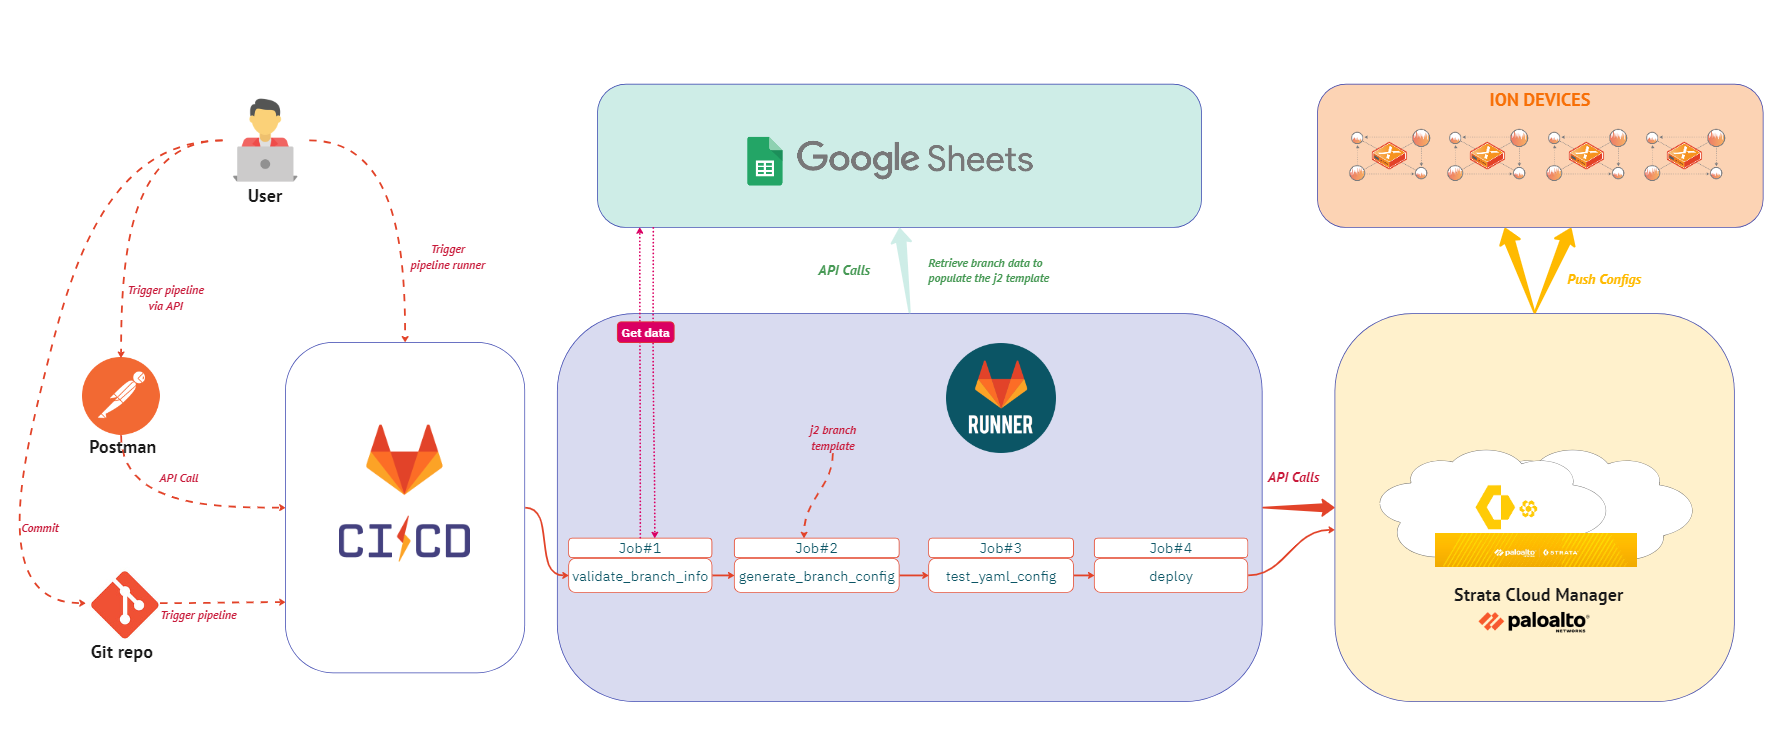 User
Trigger
pipeline runner
Trigger pipeline
via API
Postman
API Call
Commit
Git repo
Trigger pipeline
CI CD
Google Sheets
API Calls
Retrieve branch data to
populate the j2 template
Get data
RUNNER
j2 branch
template
Job#1
validate_branch_info
Job#2
generate_branch_config
Job#3
test_yaml_config
Job#4
deploy
API Calls
ION DEVICES
Push Configs
paloalto
STRATA
Strata Cloud Manager
paloalto
NETWORKS